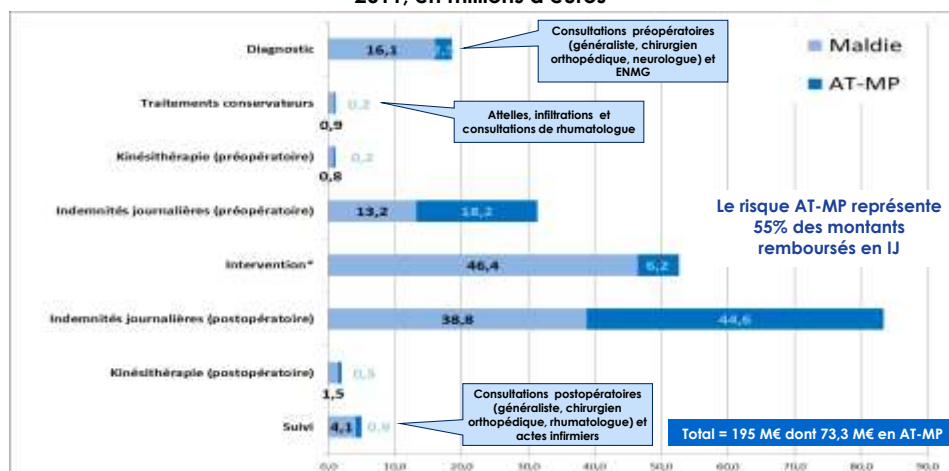 2011, en millions d'euros
Diagnostic
16,1
Consultations préopératoires
(généraliste, chirurgien
orthopédique, neurologue) et
ENMG
Maldie
AT-MP
Traitements conservateurs
0,2
0,9
Attelles, infiltrations et
consultations de rhumatologue
Kinésithérapie (préopératoire)
0,2
0,8
Indemnités journalières (préopératoire)
13,2
18,2
Le risque AT-MP représente
55% des montants
remboursés en IJ
Intervention*
46,4
6,2
Indemnités journalières (postopératoire)
38,8
44,6
Kinésithérapie (postopératoire)
1,5
Consultations postopératoires
(généraliste, chirurgien
orthopédique, rhumatologue) et
actes infirmiers
Suivi
4,1
Total = 195 M€ dont 73,3 M€ en AT-MP
0,0
10,0
20,0
30,0
40,0
50,0
60,0
70,0
80,0
90,0